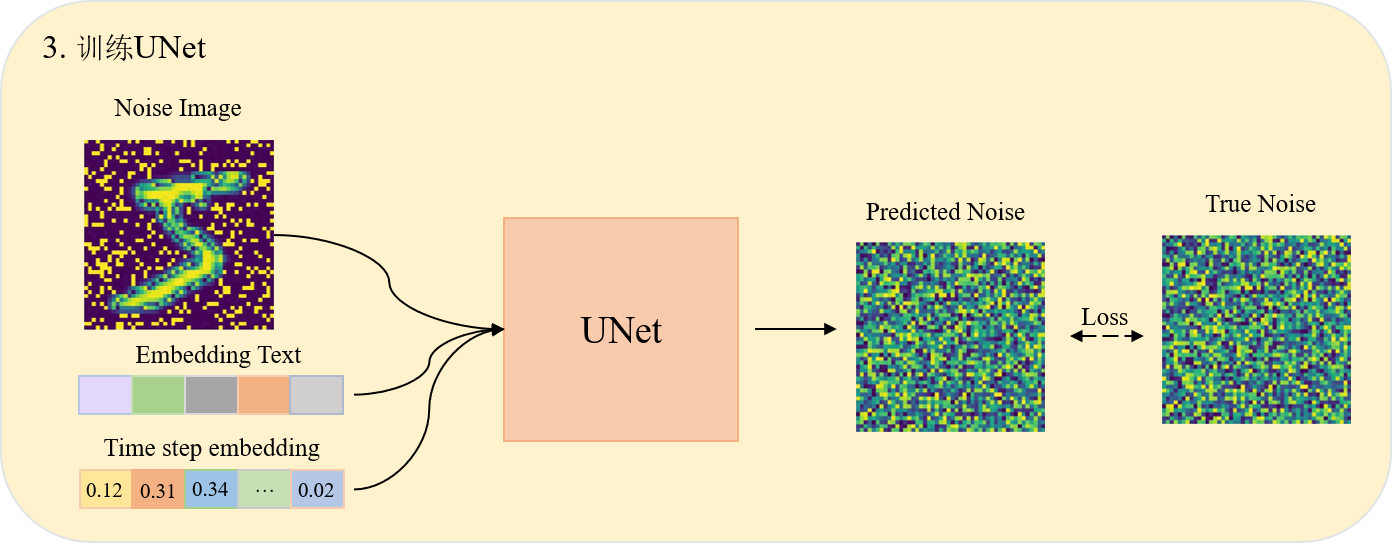 3. 训练UNet
Noise Image
Embedding Text
Time step embedding
0.12 0.31 0.34 … 0.02
UNet
Predicted Noise
Loss
True Noise